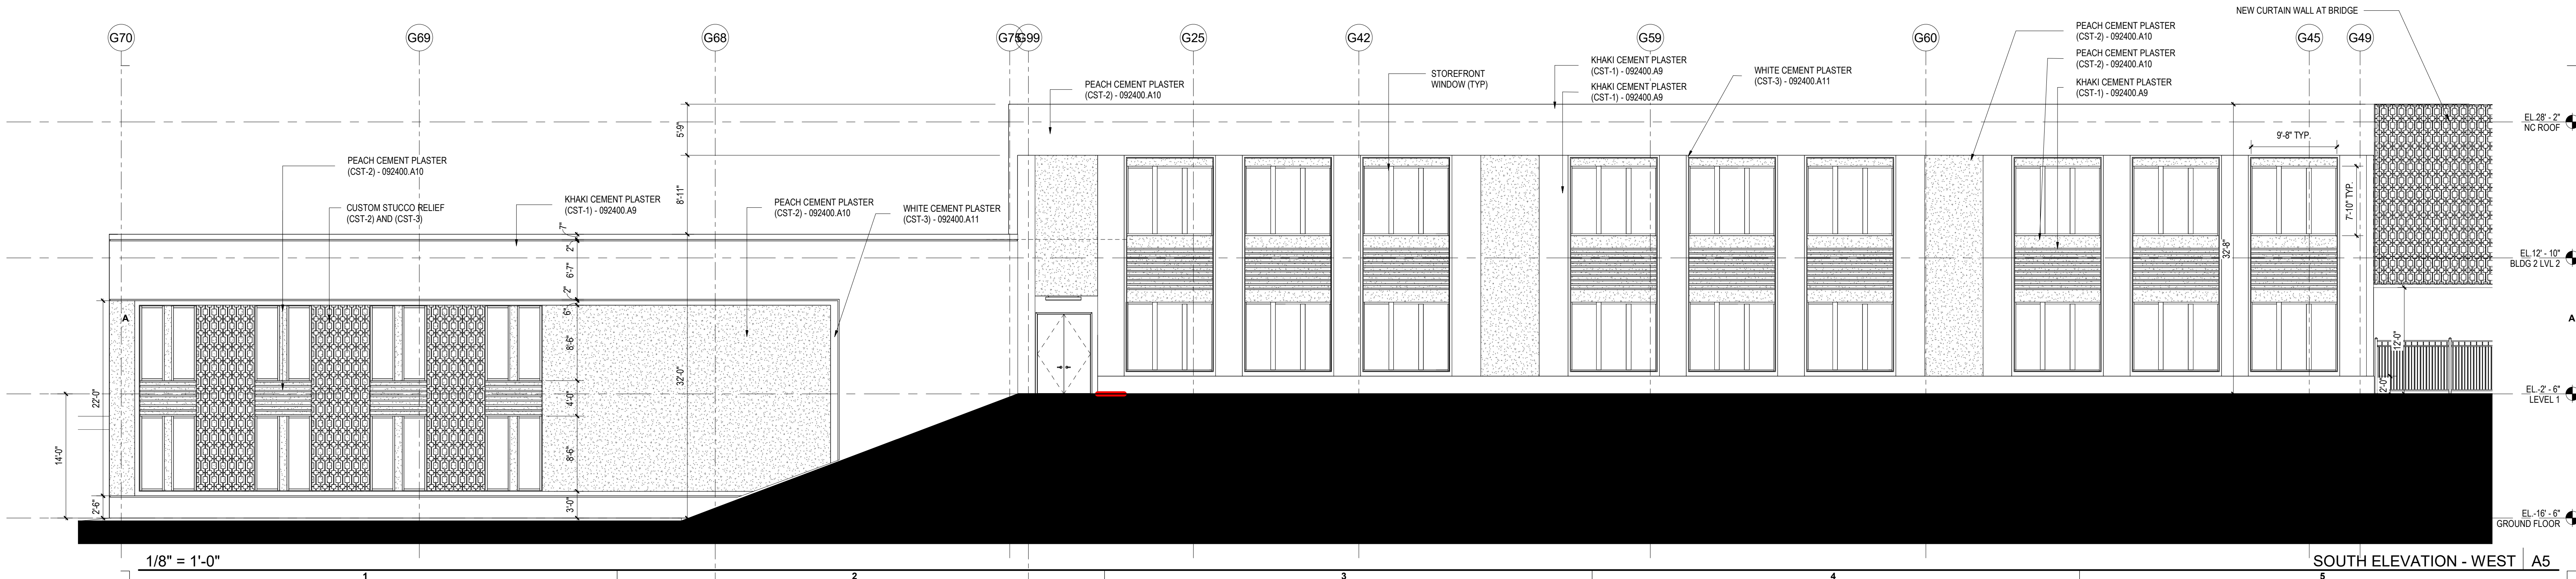 NEW CURTAIN WALL AT BRIDGE
G70
G69
G68
G75
G99
G25
G42
G59
G60
G45
G49
PEACH CEMENT PLASTER
(CST-2) - 092400.A10
STOREFRONT
WINDOW (TYP)
KHAKI CEMENT PLASTER
(CST-1) - 092400.A9
KHAKI CEMENT PLASTER
(CST-1) - 092400.A9
WHITE CEMENT PLASTER
(CST-3) - 092400.A11
PEACH CEMENT PLASTER
(CST-2) - 092400.A10
PEACH CEMENT PLASTER
(CST-2) - 092400.A10
KHAKI CEMENT PLASTER
(CST-1) - 092400.A9
5'-9"
8'-11"
32'-0"
PEACH CEMENT PLASTER
(CST-2) - 092400.A10
CUSTOM STUCCO RELIEF
(CST-2) AND (CST-3)
KHAKI CEMENT PLASTER
(CST-1) - 092400.A9
PEACH CEMENT PLASTER
(CST-2) - 092400.A10
WHITE CEMENT PLASTER
(CST-3) - 092400.A11
7"
2"
6'-7"
2"
6"
8'-6"
4'-0"
8'-6"
3'-0"
A
22'-0"
14'-0"
2'-6"
9'-8" TYP.
7'-10" TYP.
32'-8"
12'-0"
2'-0"
EL.28' - 2"
NC ROOF
EL.12' - 10"
BLDG 2 LVL 2
A
EL.-2' - 6"
LEVEL 1
EL.-16' - 6"
GROUND FLOOR
1/8" = 1'-0"
SOUTH ELEVATION - WEST
A5
1
2
3
4
5